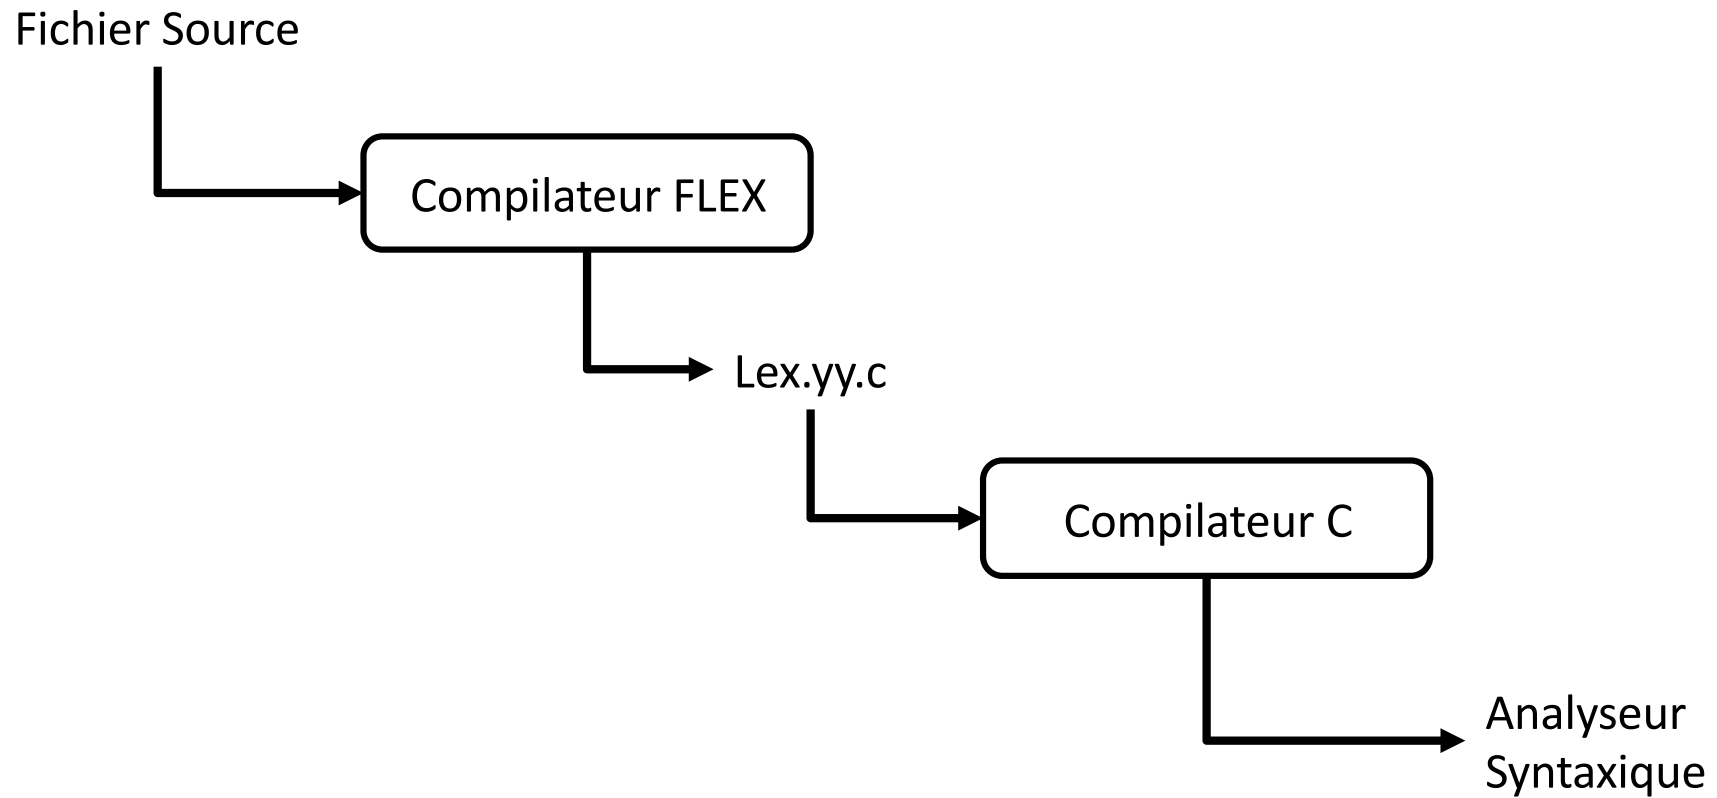 Fichier Source
Compilateur FLEX
Lex.yy.c
Compilateur C
Analyseur
Syntaxique